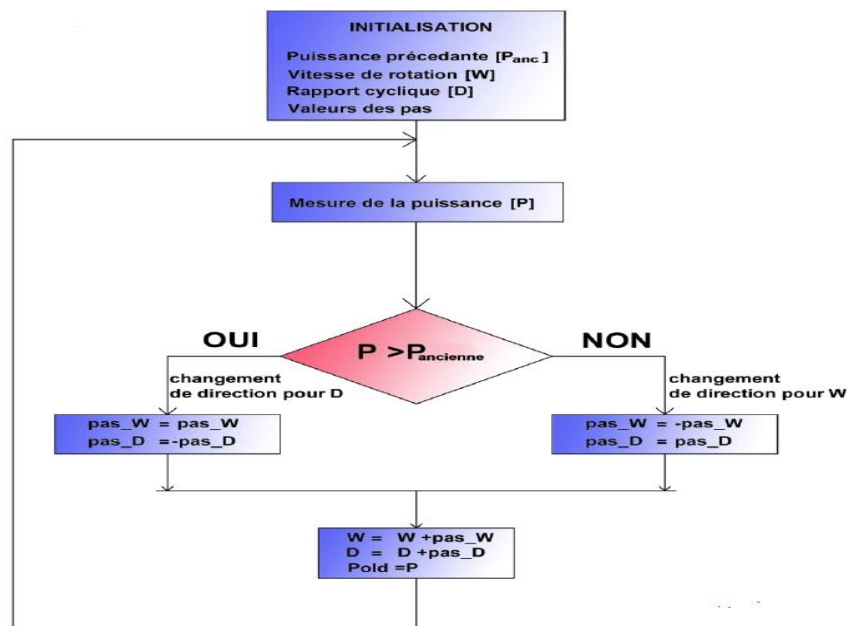 INITIALISATION
Puissance précedante [Panc]
Vitesse de rotation [W]
Rapport cyclique [D]
Valeurs des pas
Mesure de la puissance [P]
OUI
P >Pancienne
NON
changement
de direction pour D
changement
de direction pour W
pas_W = pas_W
pas_D =-pas_D
pas_W = -pas_W
pas_D = pas_D
W = W +pas_W
D = D +pas_D
Pold =P